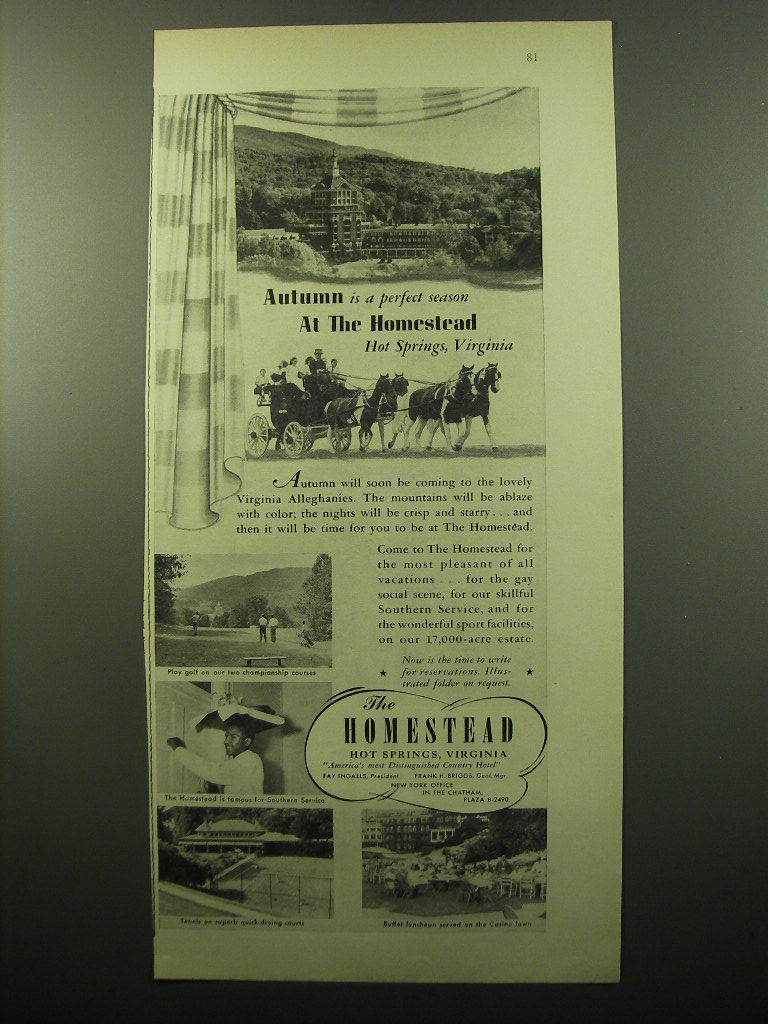 81
Autumn is a perfect season
At The Homestead
Hot Springs, Virginia
Autumn will soon be coming to the lovely
Virginia Alleghanies. The mountains will be ablaze
with color; the nights will be crisp and starry . . . and
then it will be time for you to be at The Homestead.
Come to The Homestead for
the most pleasant of all
vacations . . . for the gay
social scene, for our skillful
Southern Service, and for
the wonderful sport facilities,
on our 17,000-acre estate.
Now is the time to write
for reservations. Illus-
trated folder on request.
Play golf on our two championship courses
The
HOMESTEAD
HOT SPRINGS, VIRGINIA
"America's most Distinguished Country Hotel"
FAY INGALLS, President FRANK H. BRIGGS, Genl. Mgr.
NEW YORK OFFICE
IN THE CHATHAM,
PLAZA 8-2490
The Homestead is famous for Southern Service
Tennis on superb quick-drying courts
Buffet luncheon served on the Casino lawn